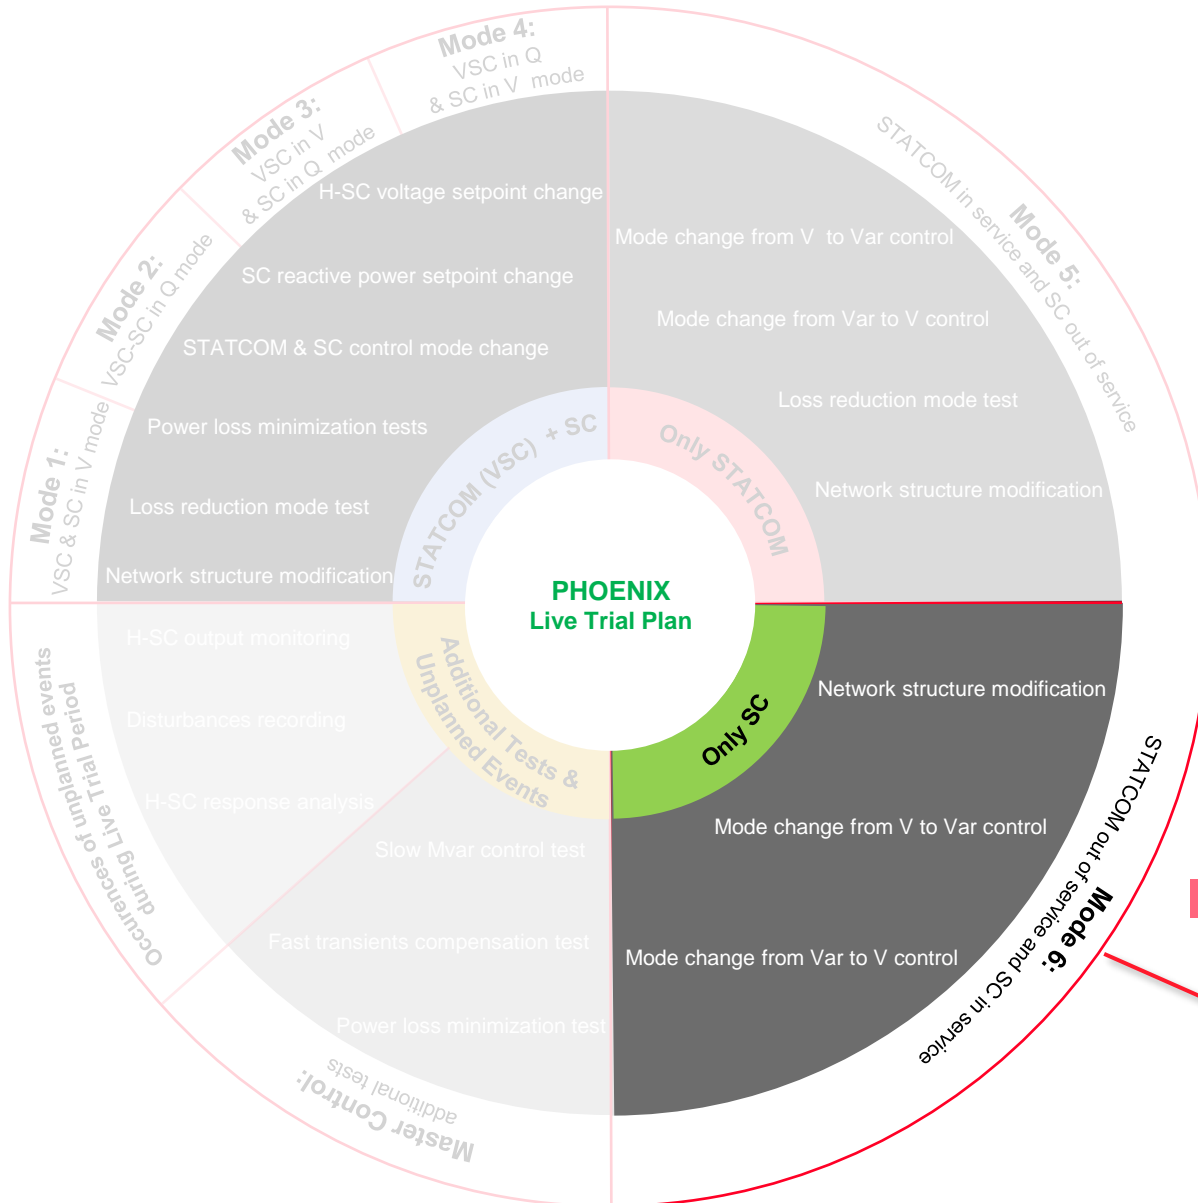 Mode 4:
VSC in Q
& SC in V  mode
Mode 3:
VSC in V
& SC in Q  mode
Mode 2:
VSC-SC in Q mode
Mode 1:
VSC & SC in V mode
H-SC voltage setpoint change
SC reactive power setpoint change
STATCOM & SC control mode change
Power loss minimization tests
Loss reduction mode test
Network structure modification
STATCOM (VSC)  + SC
Mode 5:
STATCOM in service and SC out of service
Mode change from V  to Var control
Mode change from Var to V control
Loss reduction mode test
Network structure modification
Only STATCOM
PHOENIX
Live Trial Plan
H-SC output monitoring
Disturbances recording
H-SC response analysis
Occurences of unplanned events
during Live Trial Period
Additional Tests &
Unplanned Events
Slow Mvar control test
Fast transients compensation test
Power loss minimization test
Master Control:
additional tests
Only SC
Network structure modification
Mode change from V to Var control
Mode change from Var to V control
Mode 6:
STATCOM out of service and SC in service